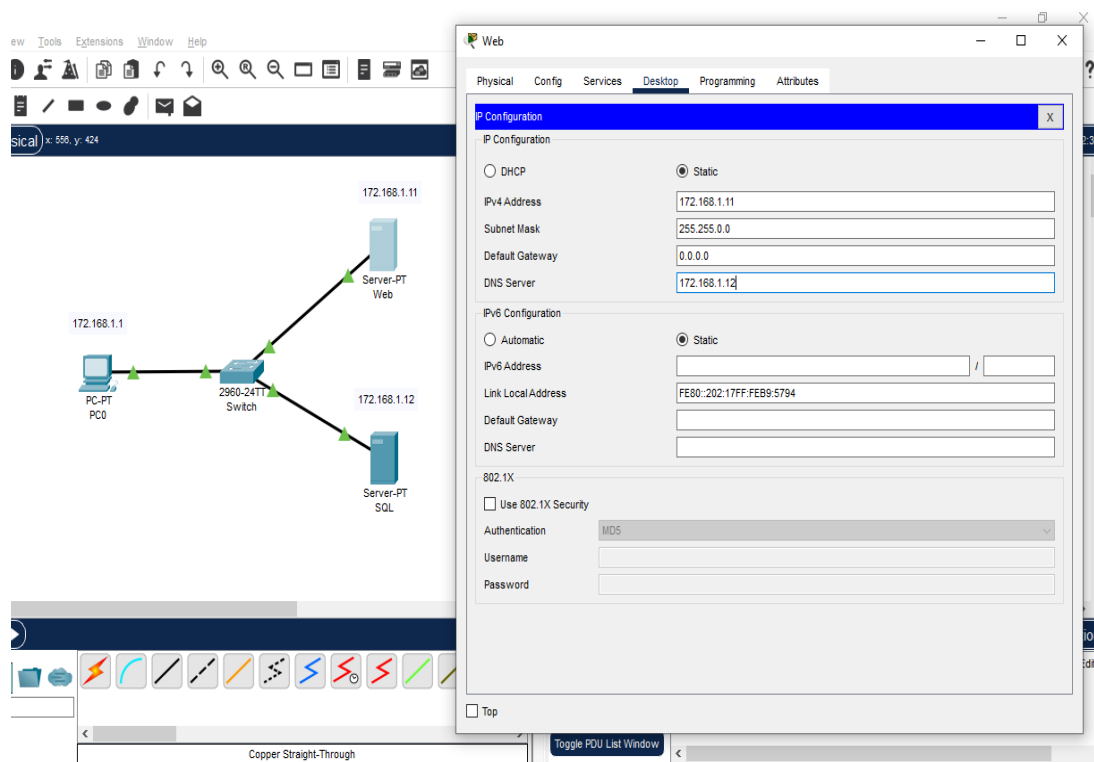 ew Tools Extensions Window Help
?
sical x: 556, y: 424
2:3
172.168.1.11
Server-PT
Web
172.168.1.1
PC-PT
PC0
2960-24TT
Switch
172.168.1.12
Server-PT
SQL
Copper Straight-Through
Toggle PDU List Window
Web
Physical Config Services Desktop Programming Attributes
IP Configuration X
IP Configuration
DHCP Static
IPv4 Address 172.168.1.11
Subnet Mask 255.255.0.0
Default Gateway 0.0.0.0
DNS Server 172.168.1.12
IPv6 Configuration
Automatic Static
IPv6 Address /
Link Local Address FE80::202:17FF:FEB9:5794
Default Gateway
DNS Server
802.1X
Use 802.1X Security
Authentication MD5
Username
Password
Top